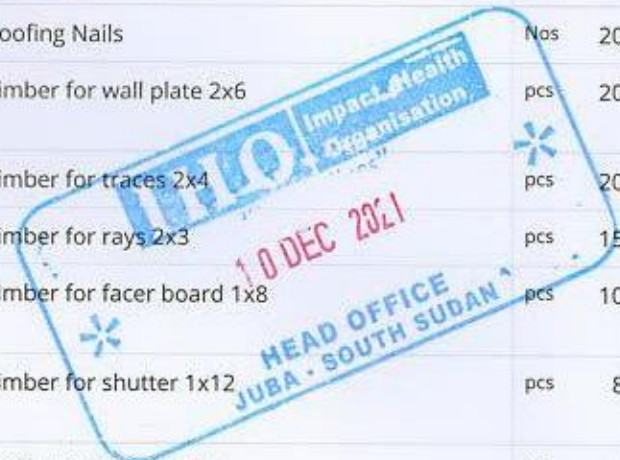 oofing Nails Nos 20
imber for wall plate 2x6 pcs 20
imber for traces 2x4 pcs 20
imber for rays 2x3 pcs 15
imber for facer board 1x8 pcs 10
imber for shutter 1x12 pcs 8
IHO Impact Health
Organisation
10 DEC 2021
HEAD OFFICE
JUBA · SOUTH SUDAN